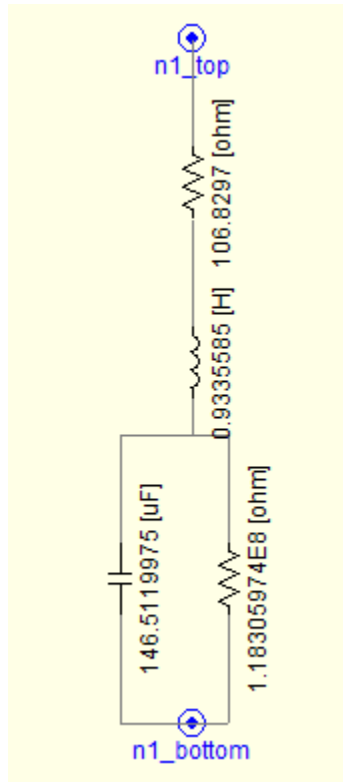 n1_top
106.8297 [ohm]
0.9335585 [H]
146.5119975 [uF]
1.18305974E8 [ohm]
n1_bottom